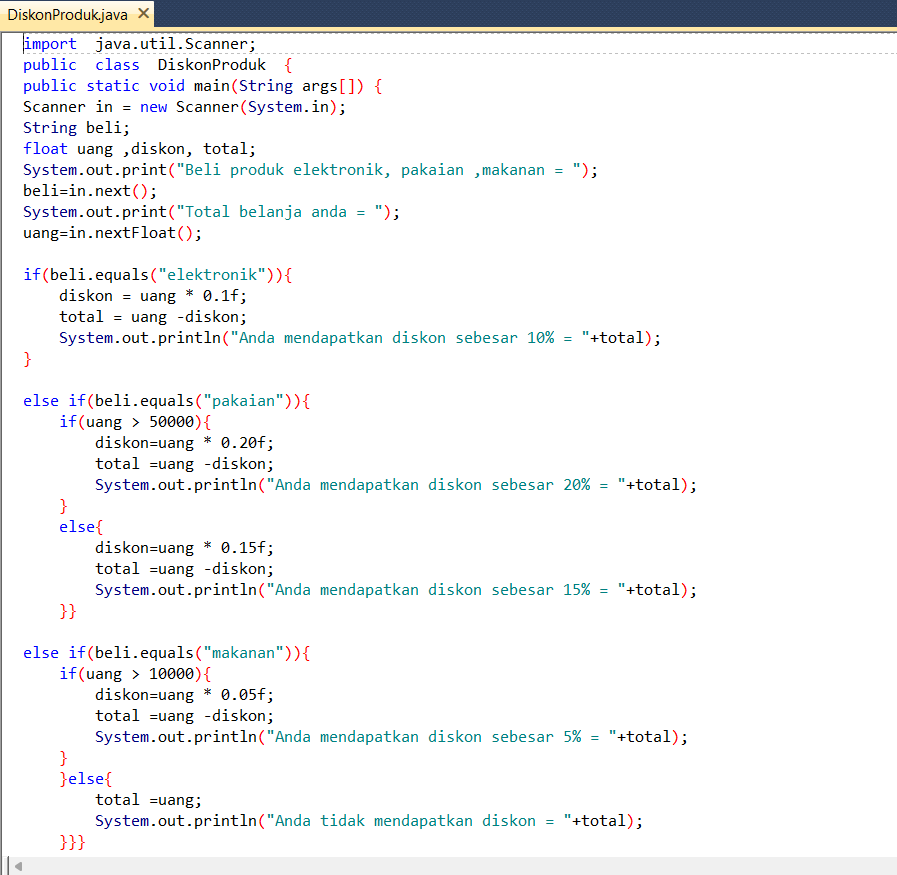 DiskonProduk.java
import  java.util.Scanner;
public  class  DiskonProduk  {
public static void main(String args[]) {
Scanner in = new Scanner(System.in);
String beli;
float uang ,diskon, total;
System.out.print("Beli produk elektronik, pakaian ,makanan = ");
beli=in.next();
System.out.print("Total belanja anda = ");
uang=in.nextFloat();

if(beli.equals("elektronik")){
    diskon = uang * 0.1f;
    total = uang -diskon;
    System.out.println("Anda mendapatkan diskon sebesar 10% = "+total);
}

else if(beli.equals("pakaian")){
    if(uang > 50000){
        diskon=uang * 0.20f;
        total =uang -diskon;
        System.out.println("Anda mendapatkan diskon sebesar 20% = "+total);
    }
    else{
        diskon=uang * 0.15f;
        total =uang -diskon;
        System.out.println("Anda mendapatkan diskon sebesar 15% = "+total);
    }}

else if(beli.equals("makanan")){
    if(uang > 10000){
        diskon=uang * 0.05f;
        total =uang -diskon;
        System.out.println("Anda mendapatkan diskon sebesar 5% = "+total);
    }
    }else{
        total =uang;
        System.out.println("Anda tidak mendapatkan diskon = "+total);
    }}}